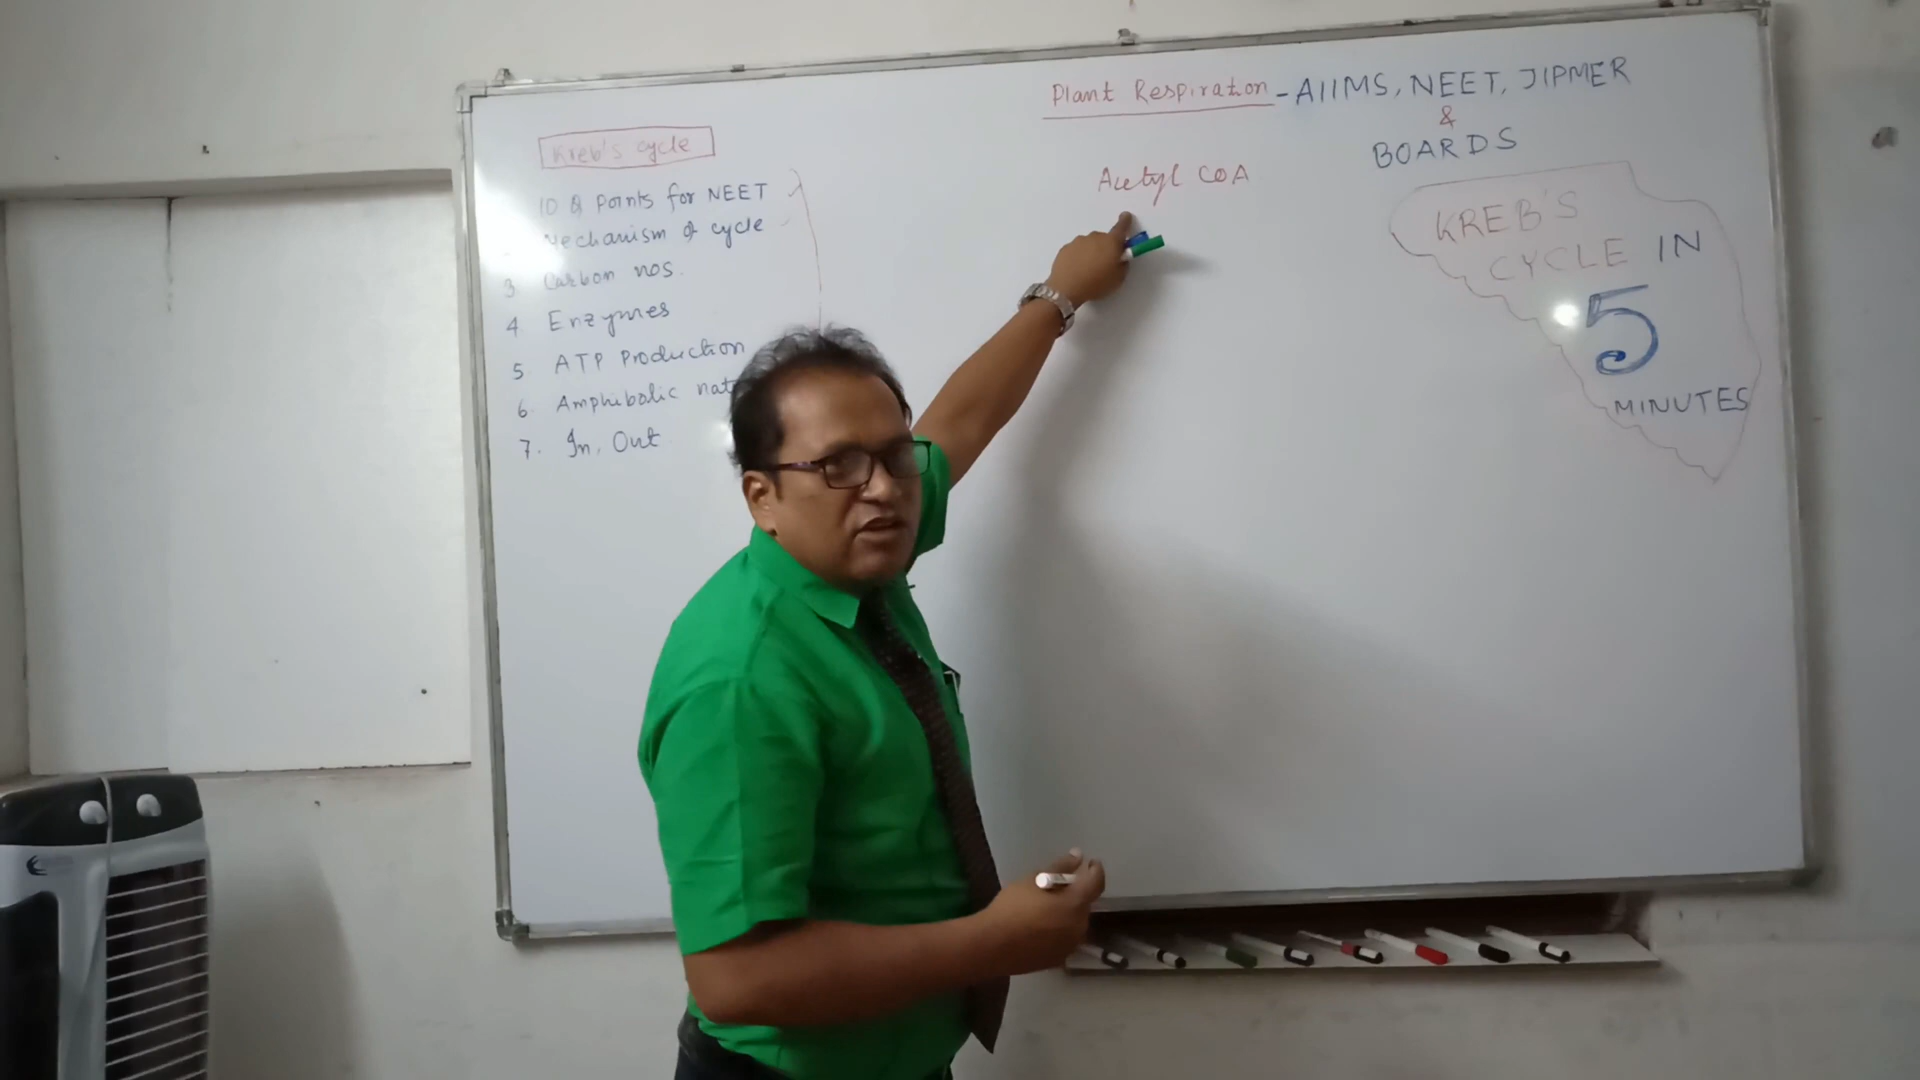 Plant Respiration - AIIMS, NEET, JIPMER
&
BOARDS
Kreb's cycle
10 Q Points for NEET
Mechanism of cycle
3 Carbon nos.
4 Enzymes
5 ATP Production
6. Amphibolic nat
7. In, Out
Acetyl COA
KREB'S
CYCLE IN
5
MINUTES